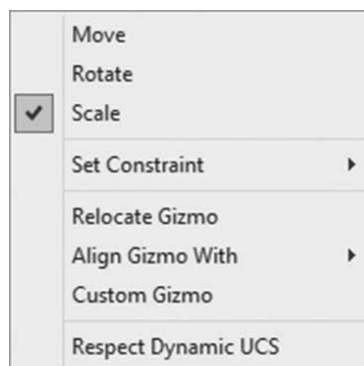 Move
Rotate
Scale
Set Constraint
Relocate Gizmo
Align Gizmo With
Custom Gizmo
Respect Dynamic UCS